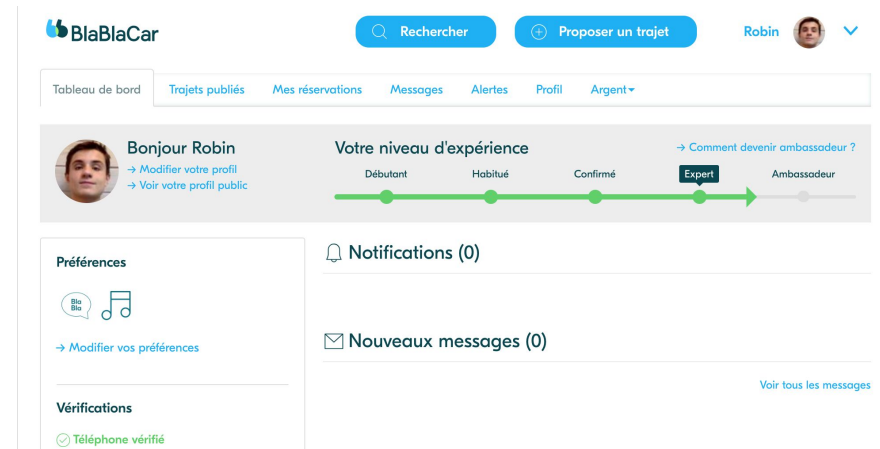 BlaBlaCar
Rechercher
Proposer un trajet
Robin
Tableau de bord
Trajets publiés
Mes réservations
Messages
Alertes
Profil
Argent
Bonjour Robin
→ Modifier votre profil
→ Voir votre profil public
Votre niveau d'expérience
→ Comment devenir ambassadeur ?
Débutant
Habitué
Confirmé
Expert
Ambassadeur
Préférences
Bla
Bla
→ Modifier vos préférences
Vérifications
Téléphone vérifié
Notifications (0)
Nouveaux messages (0)
Voir tous les messages